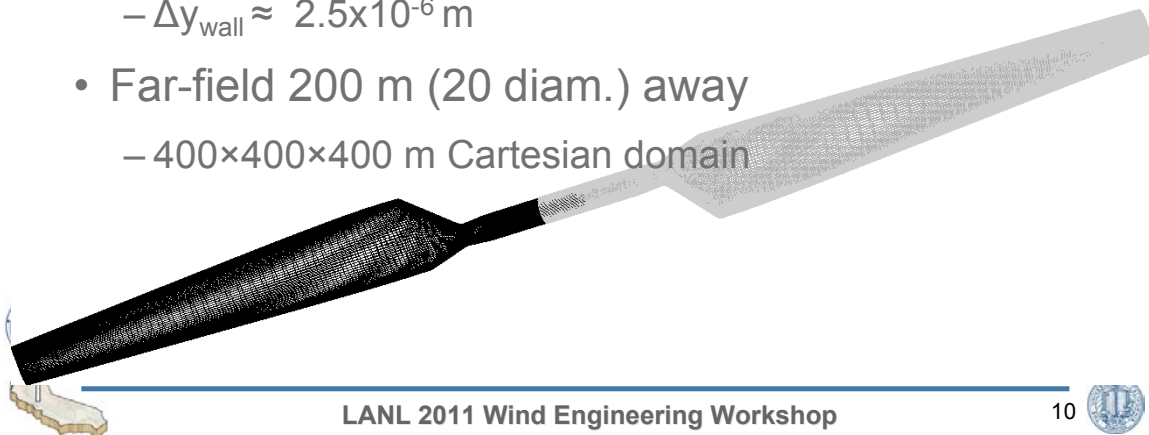 – Δy_wall ≈ 2.5x10⁻⁶ m
• Far-field 200 m (20 diam.) away
– 400×400×400 m Cartesian domain
LANL 2011 Wind Engineering Workshop
10